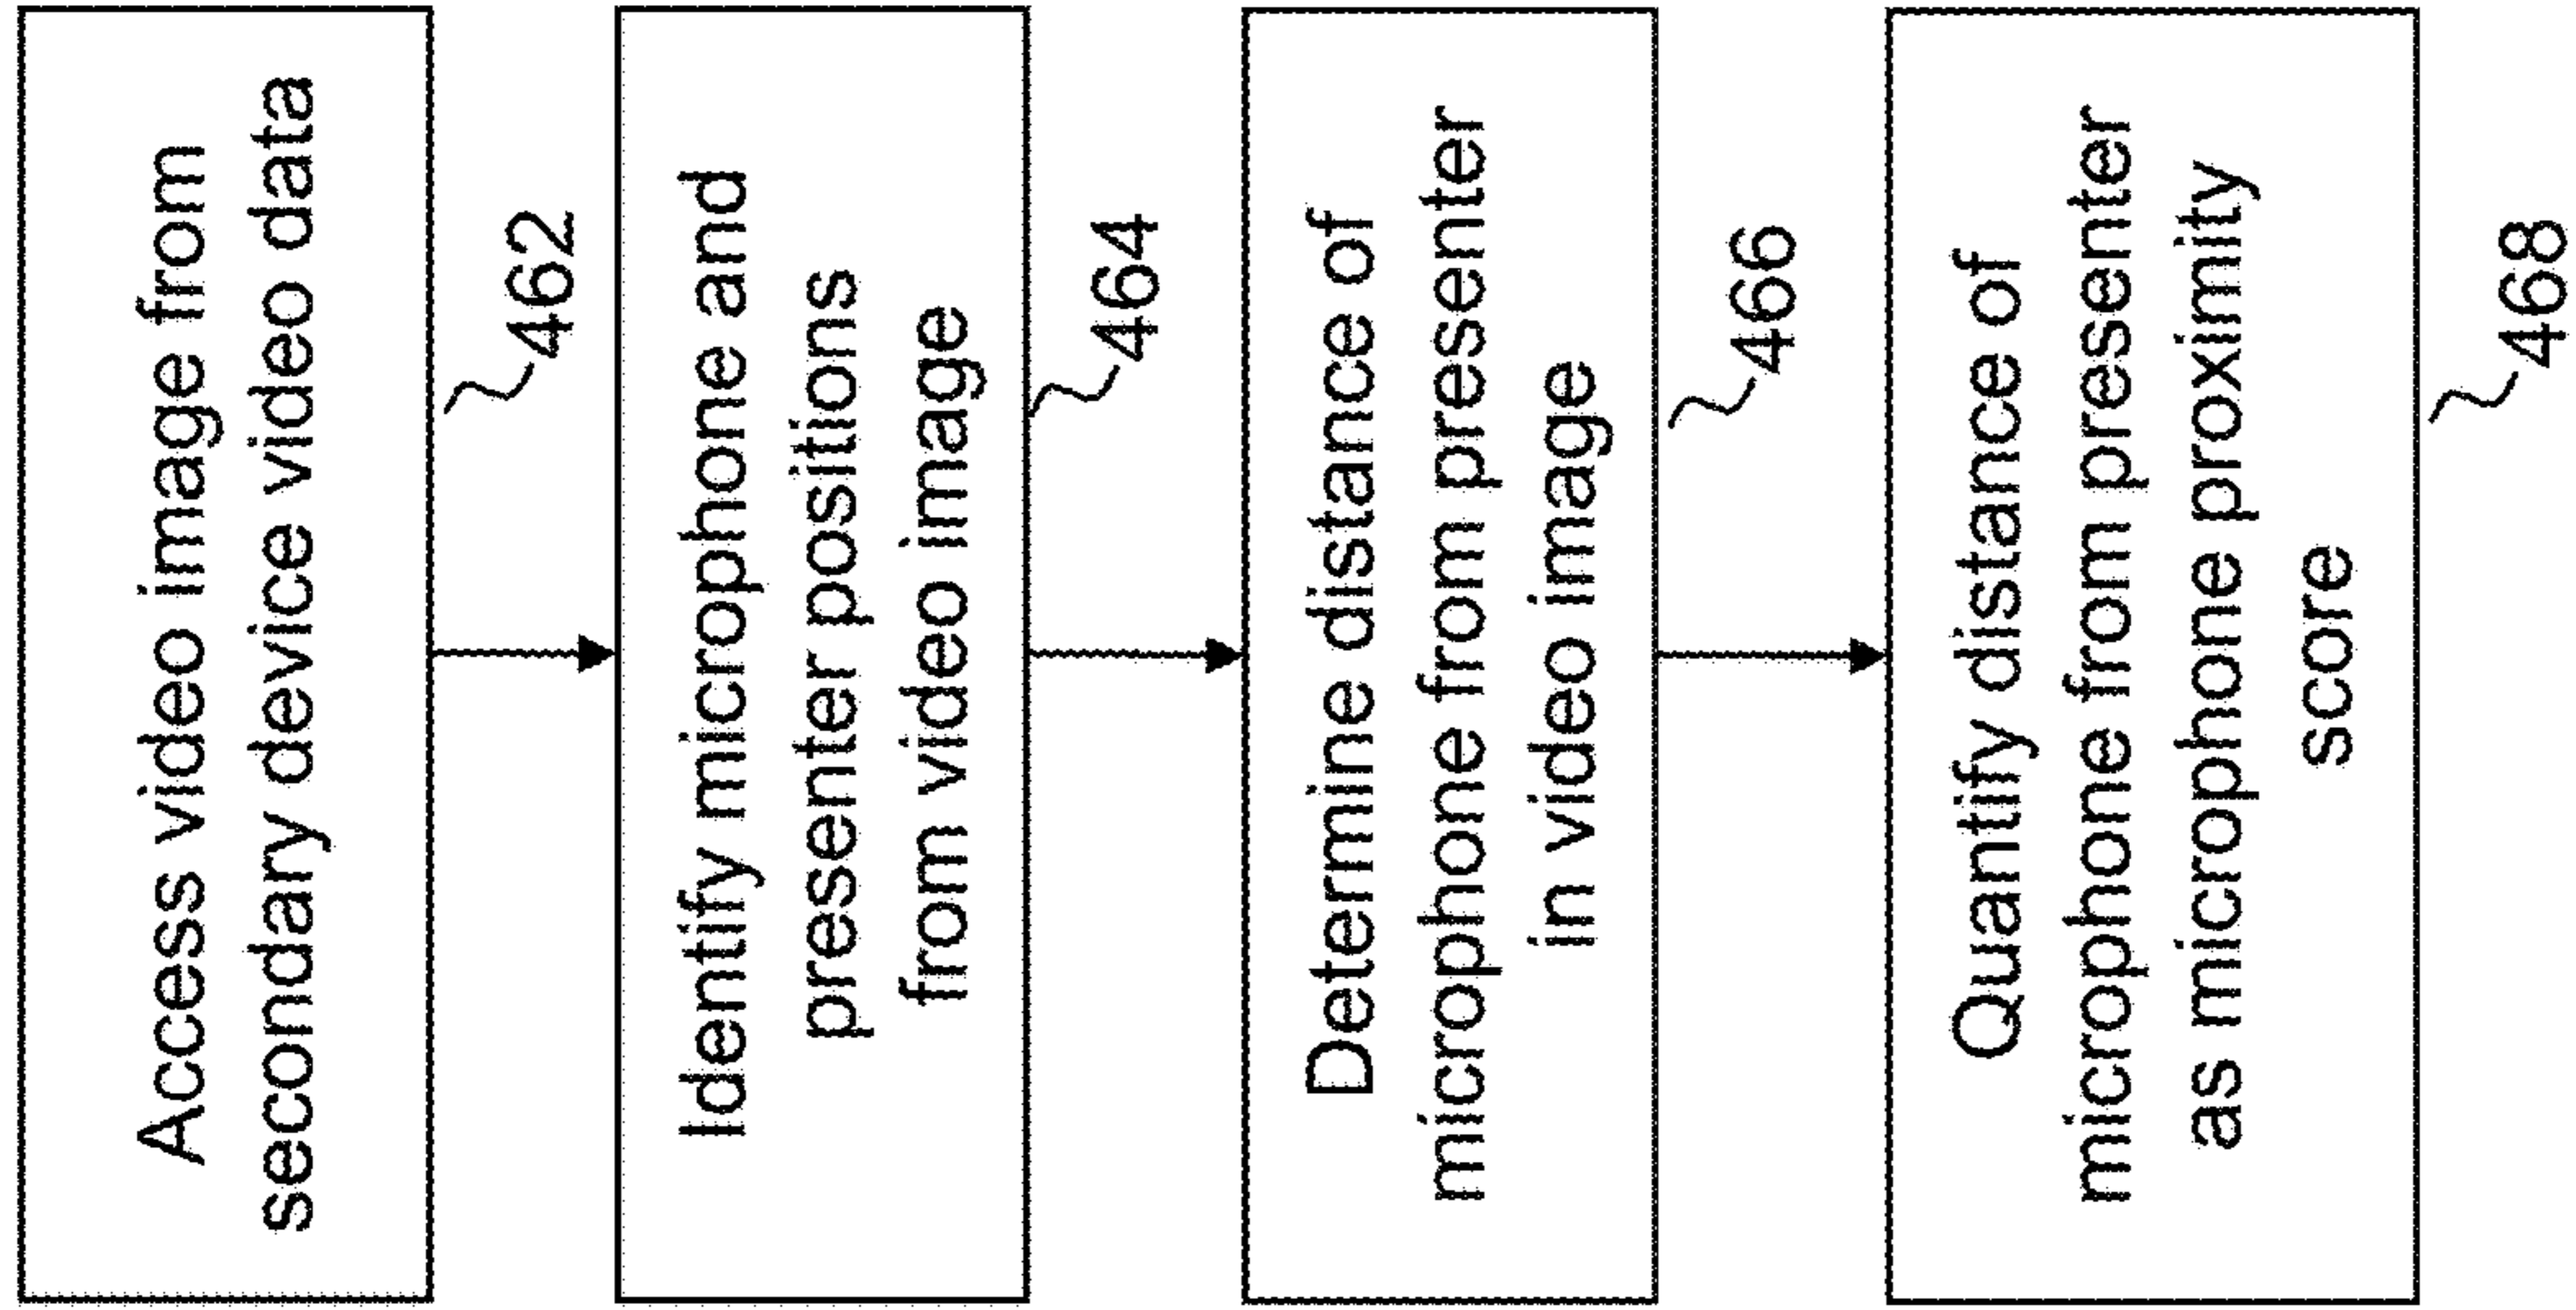 Access video image from
secondary device video data
462
Identify microphone and
presenter positions
from video image
464
Determine distance of
microphone from presenter
in video image
466
Quantify distance of
microphone from presenter
as microphone proximity
score
468